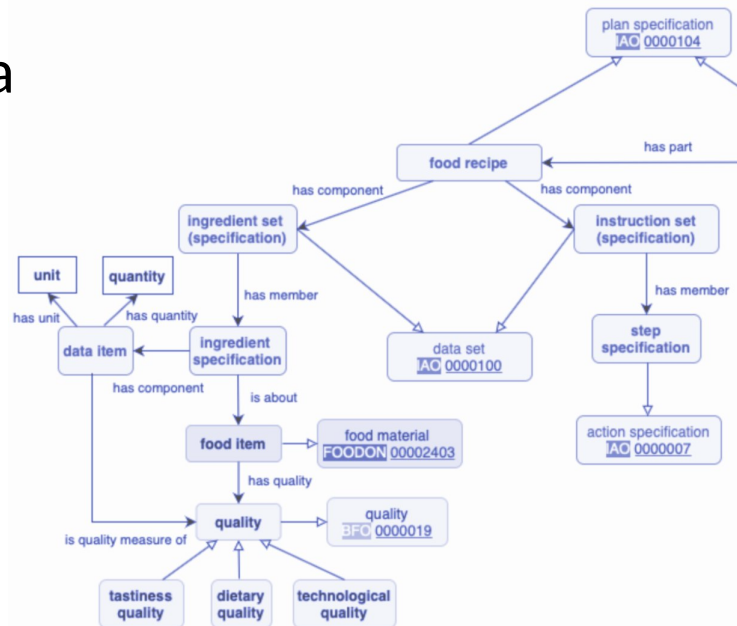 a
plan specification
IAO 0000104
has part
food recipe
has component
has component
ingredient set
(specification)
instruction set
(specification)
unit
quantity
has member
has member
has unit
has quantity
data item
ingredient
specification
data set
IAO 0000100
step
specification
has component
is about
food item
food material
FOODON 00002403
action specification
IAO 0000007
has quality
quality
quality
BFO 0000019
is quality measure of
tastiness
quality
dietary
quality
technological
quality